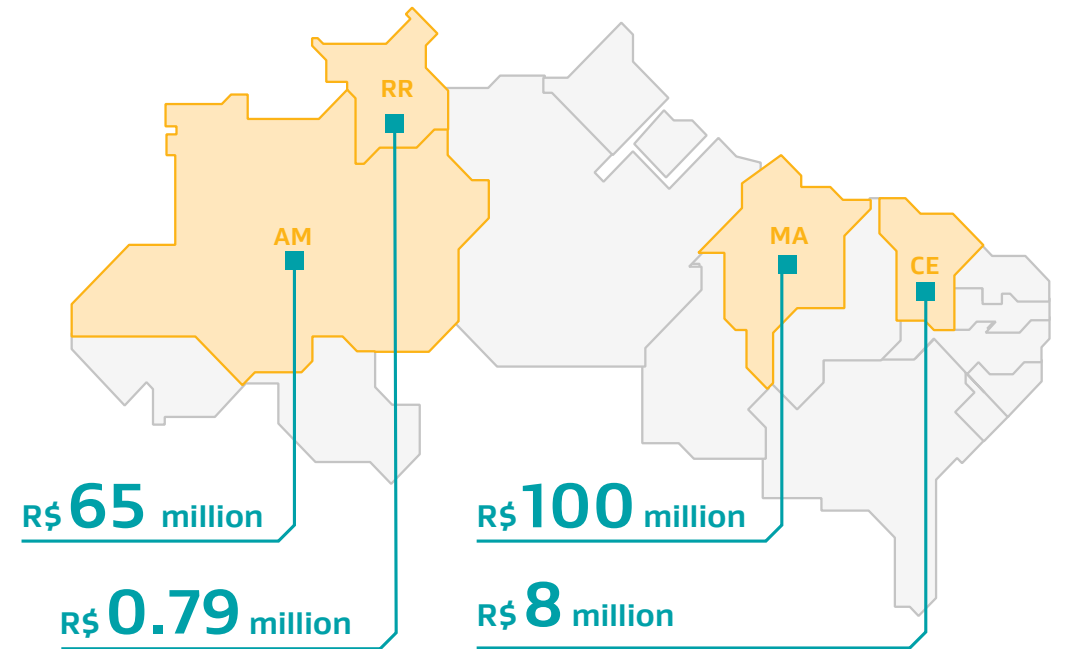 RR
AM
MA
CE
R$ 65 million
R$ 100 million
R$ 0.79 million
R$ 8 million